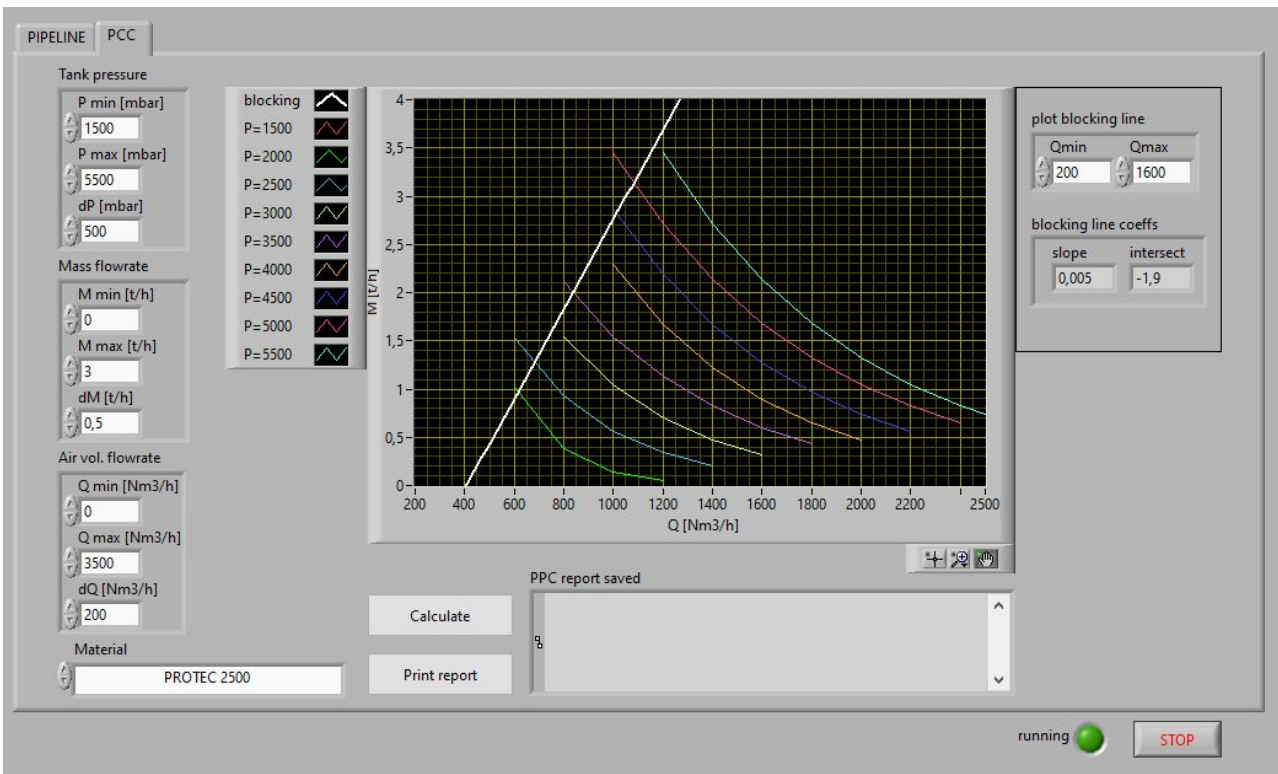 PIPELINE PCC
Tank pressure
P min [mbar]
1500
P max [mbar]
5500
dP [mbar]
500
Mass flowrate
M min [t/h]
0
M max [t/h]
3
dM [t/h]
0,5
Air vol. flowrate
Q min [Nm3/h]
0
Q max [Nm3/h]
3500
dQ [Nm3/h]
200
Material
PROTEC 2500
blocking
P=1500
P=2000
P=2500
P=3000
P=3500
P=4000
P=4500
P=5000
P=5500
M [t/h]
4
3,5
3
2,5
2
1,5
1
0,5
0
200 400 600 800 1000 1200 1400 1600 1800 2000 2200 2500
Q [Nm3/h]
plot blocking line
Qmin Qmax
200 1600
blocking line coeffs
slope intersect
0,005 -1,9
Calculate
Print report
PPC report saved
running
STOP